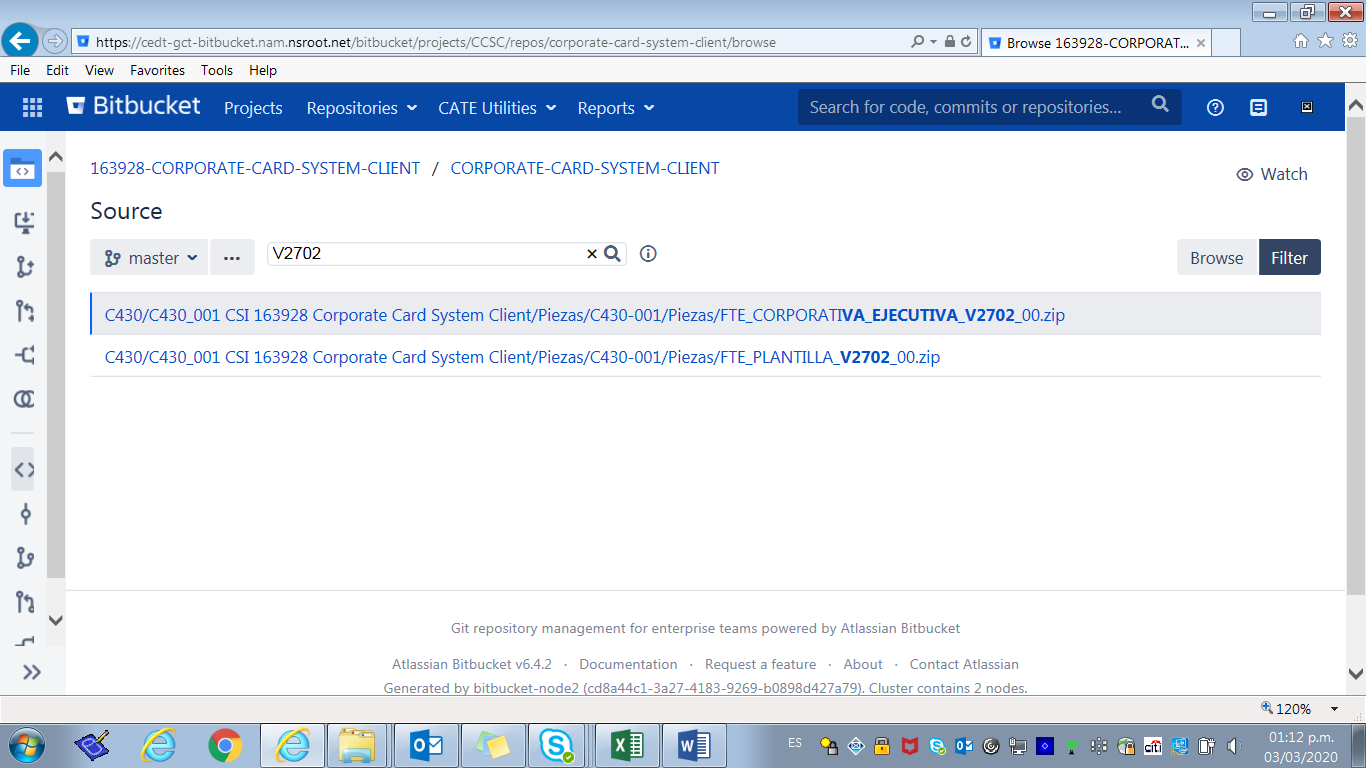 https://cedt-gct-bitbucket.nam.nsroot.net/bitbucket/projects/CCSC/repos/corporate-card-system-client/browse
Browse 163928-CORPORAT...
File Edit View Favorites Tools Help
Bitbucket Projects Repositories CATE Utilities Reports Search for code, commits or repositories...
163928-CORPORATE-CARD-SYSTEM-CLIENT / CORPORATE-CARD-SYSTEM-CLIENT
Watch
Source
master ... V2702 Browse Filter
C430/C430_001 CSI 163928 Corporate Card System Client/Piezas/C430-001/Piezas/FTE_CORPORATIVA_EJECUTIVA_V2702_00.zip
C430/C430_001 CSI 163928 Corporate Card System Client/Piezas/C430-001/Piezas/FTE_PLANTILLA_V2702_00.zip
Git repository management for enterprise teams powered by Atlassian Bitbucket
Atlassian Bitbucket v6.4.2 · Documentation · Request a feature · About · Contact Atlassian
Generated by bitbucket-node2 (cd8a44c1-3a27-4183-9269-b0898d427a79). Cluster contains 2 nodes.
120%
ES citi 01:12 p.m.
03/03/2020